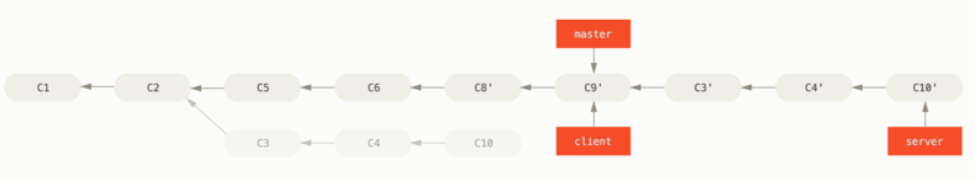 master
C1 C2 C5 C6 C8' C9' C3' C4' C10'
C3 C4 C10 client server